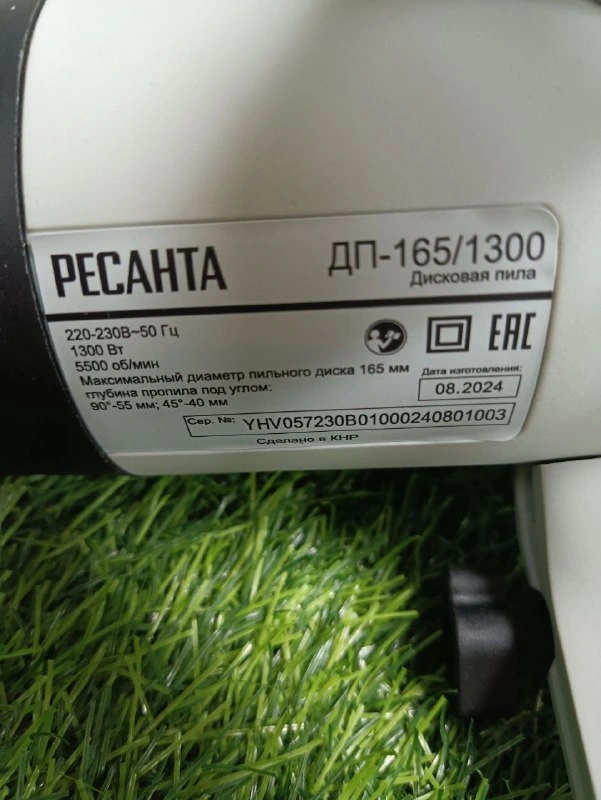 РЕСАНТА
ДП-165/1300
Дисковая пила
220-230В~50 Гц
1300 Вт
5500 об/мин
Максимальный диаметр пильного диска 165 мм
глубина пропила под углом:
90°-55 мм; 45°-40 мм
EAC
Дата изготовления:
08.2024
Сер. №: YHV057230B01000240801003
Сделано в КНР